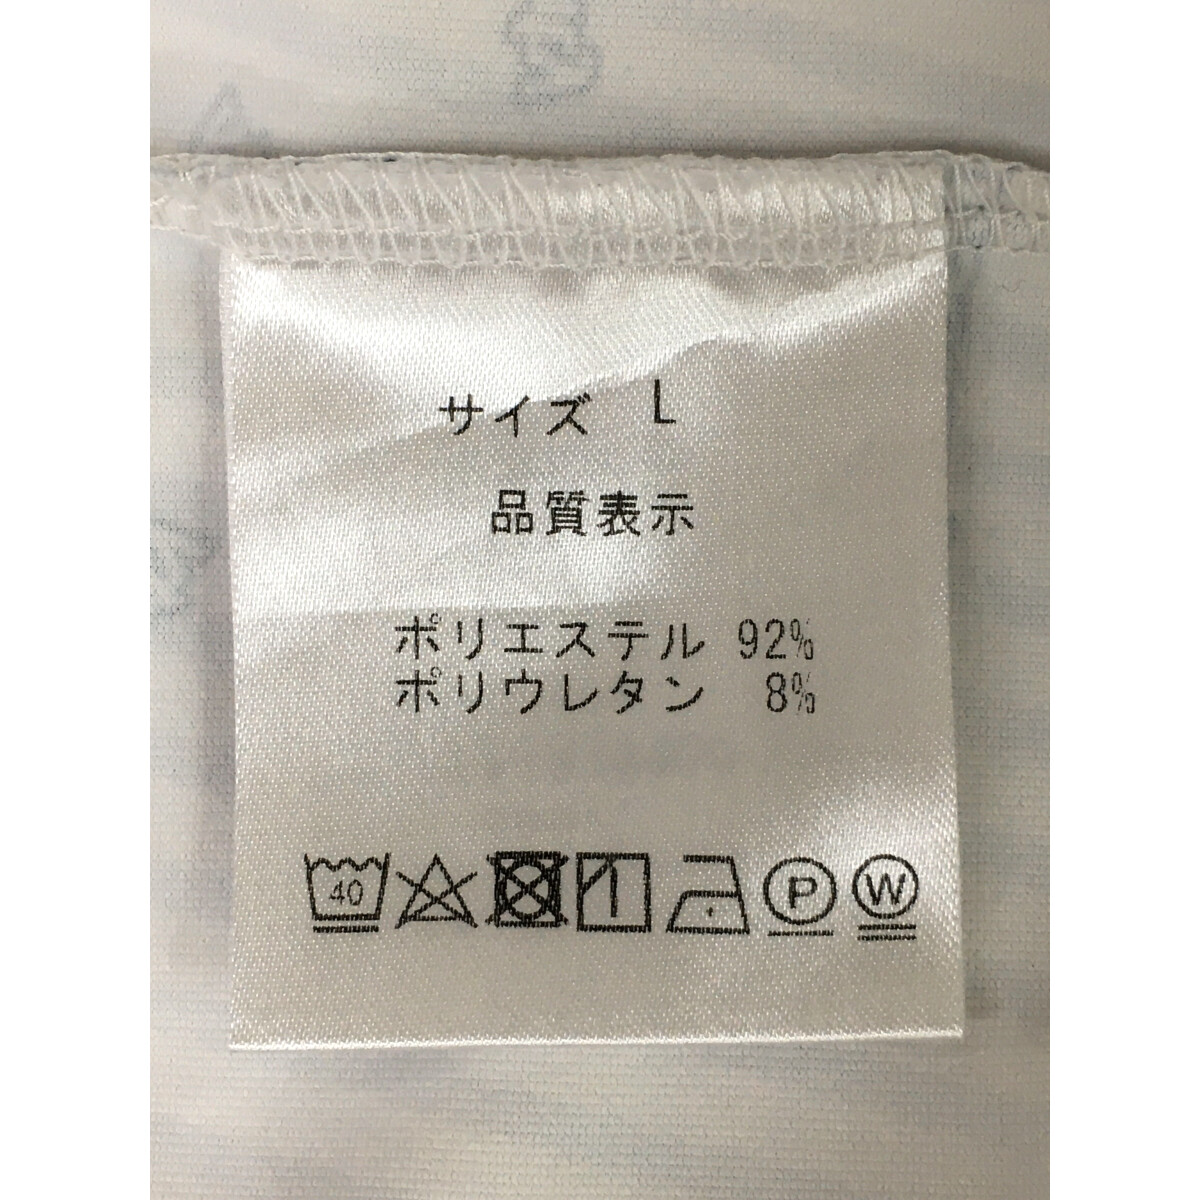 サイズ L
品質表示
ポリエステル 92%
ポリウレタン 8%
40 P W